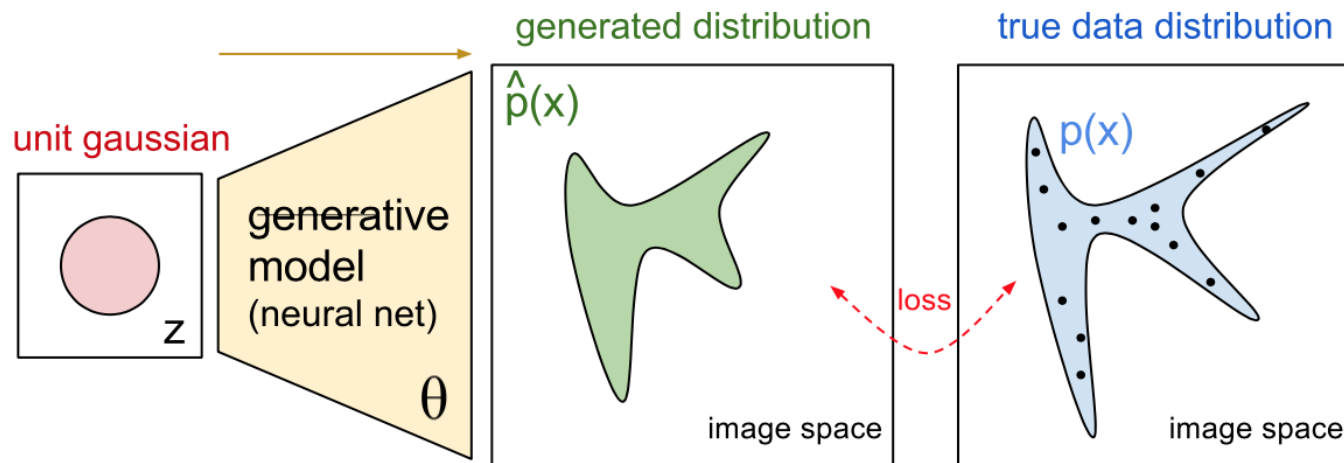 generated distribution
true data distribution
p̂(x)
p(x)
unit gaussian
generative
model
(neural net)
z
θ
loss
image space
image space